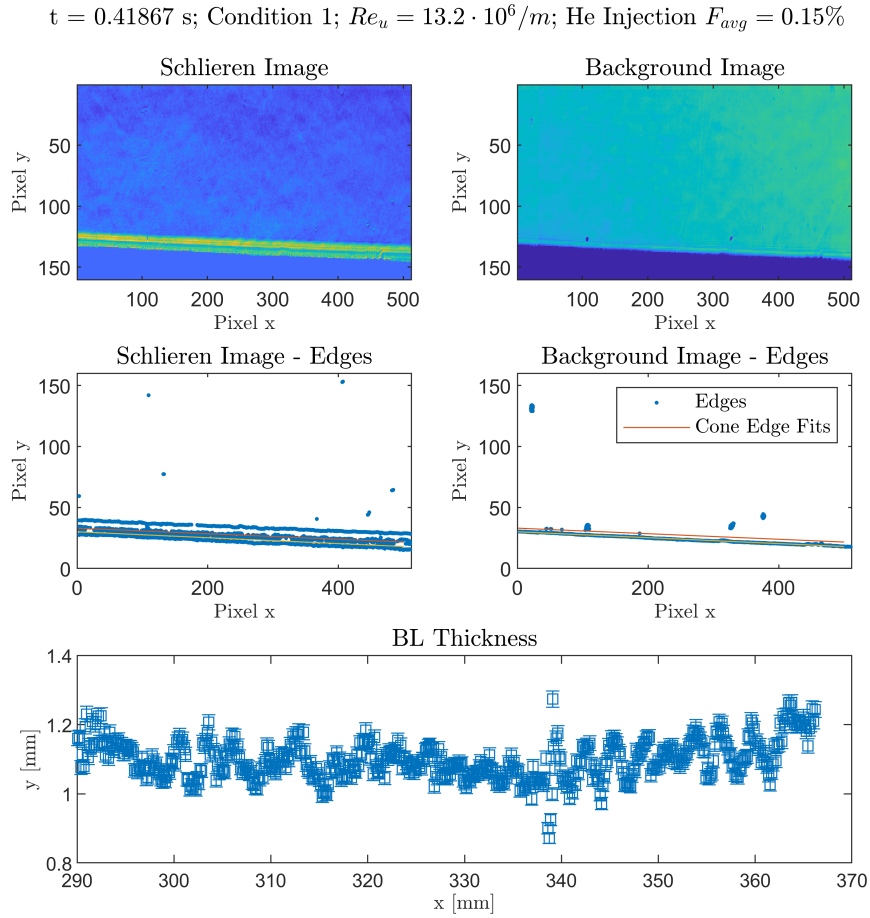 t = 0.41867 s; Condition 1; Re_u = 13.2 · 10^6/m; He Injection F_avg = 0.15%
Schlieren Image
Background Image
50
100
150
Pixel y
100 200 300 400 500
Pixel x
50
100
150
Pixel y
100 200 300 400 500
Pixel x
Schlieren Image - Edges
Background Image - Edges
150
100
50
0
Pixel y
0 200 400
Pixel x
150
100
50
0
Pixel y
Edges
Cone Edge Fits
0 200 400
Pixel x
BL Thickness
1.4
1.2
1
0.8
y [mm]
290 300 310 320 330 340 350 360 370
x [mm]